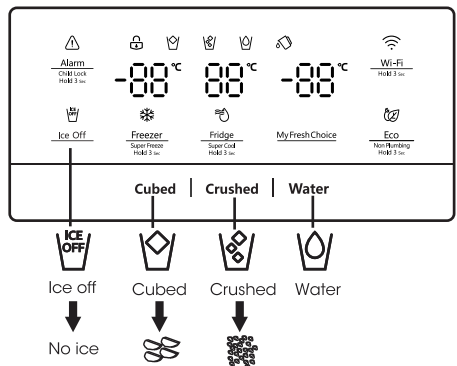 Alarm
Child Lock
Hold 3 Sec
-88 °C
88 °C
-88 °C
Wi-Fi
Hold 3 Sec
ICE OFF
Ice Off
Freezer
Super Freeze
Hold 3 Sec
Fridge
Super Cool
Hold 3 Sec
My Fresh Choice
Eco
Non Plumbing
Hold 3 Sec
Cubed | Crushed | Water
ICE
OFF
Ice off
Cubed
Crushed
Water
No ice